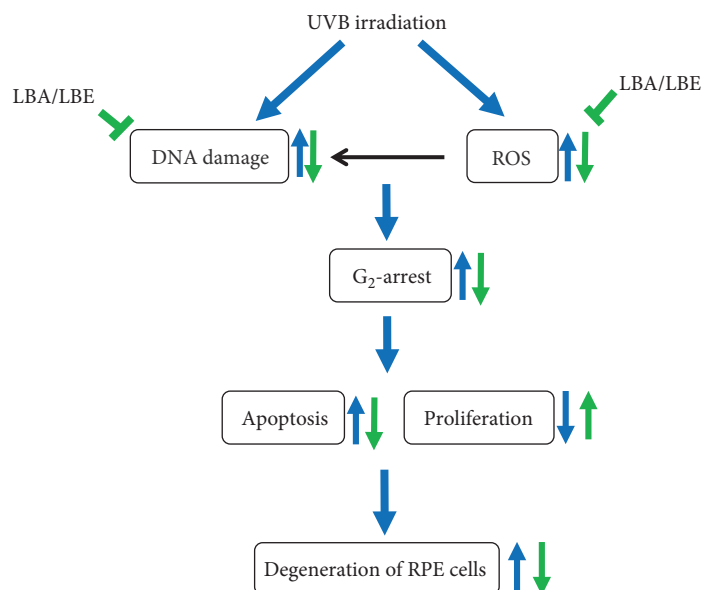 UVB irradiation
LBA/LBE
LBA/LBE
DNA damage
ROS
G₂-arrest
Apoptosis
Proliferation
Degeneration of RPE cells